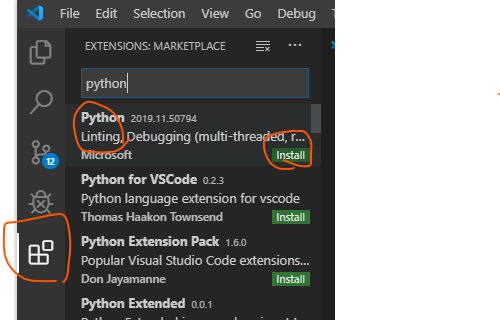 File Edit Selection View Go Debug
EXTENSIONS: MARKETPLACE
python
Python 2019.11.50794
Linting, Debugging (multi-threaded, r...
Microsoft Install
12
Python for VSCode 0.2.3
Python language extension for vscode
Thomas Haakon Townsend Install
Python Extension Pack 1.6.0
Popular Visual Studio Code extensions...
Don Jayamanne Install
Python Extended 0.0.1